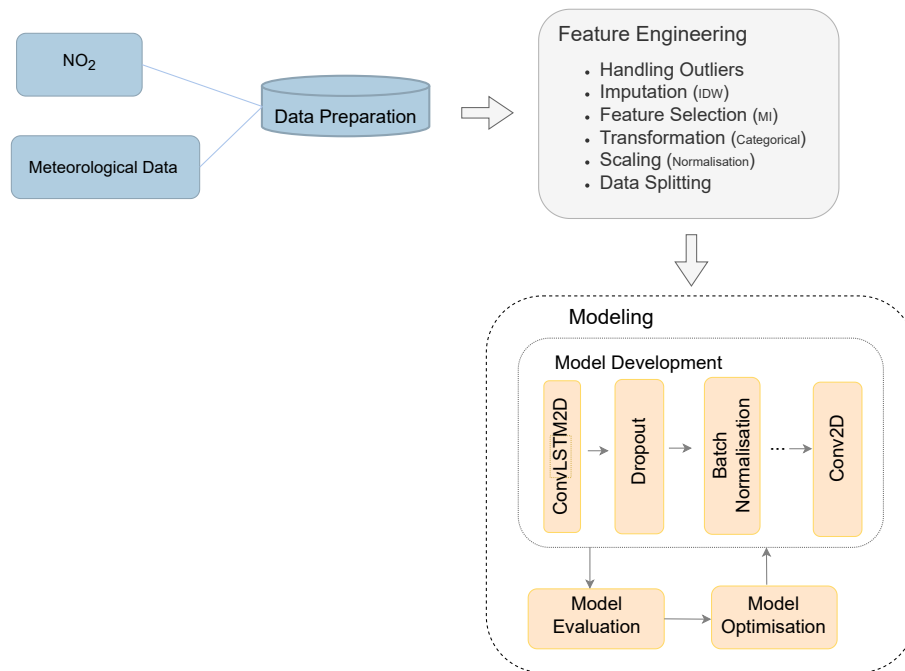 NO₂
Meteorological Data
Data Preparation
Feature Engineering
• Handling Outliers
• Imputation (IDW)
• Feature Selection (MI)
• Transformation (Categorical)
• Scaling (Normalisation)
• Data Splitting
Modeling
Model Development
ConvLSTM2D
Dropout
Batch
Normalisation
...
Conv2D
Model
Evaluation
Model
Optimisation